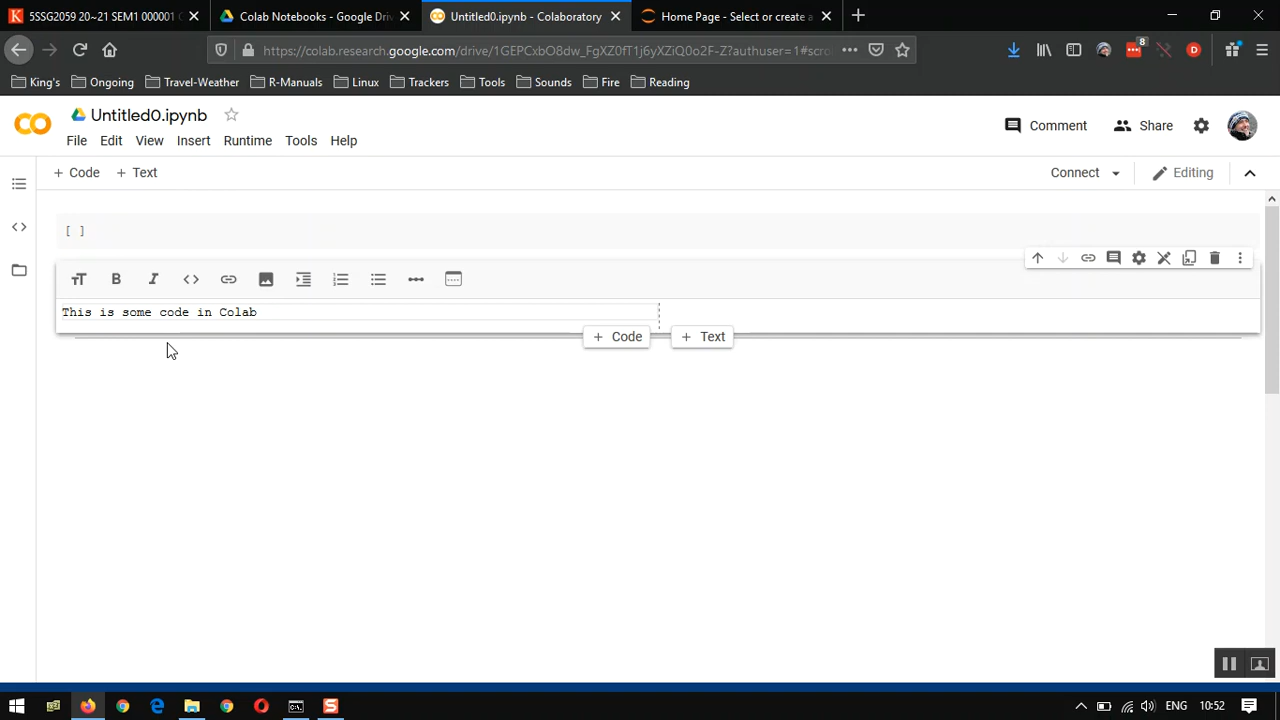 5SSG2059 20~21 SEM1 000001 C
Colab Notebooks - Google Driv
Untitled0.ipynb - Colaboratory
Home Page - Select or create a
https://colab.research.google.com/drive/1GEPCxbO8dw_FgXZ0fT1j6yXZiQ0o2F-Z?authuser=1#scro
8
D
King's
Ongoing
Travel-Weather
R-Manuals
Linux
Trackers
Tools
Sounds
Fire
Reading
Untitled0.ipynb
Comment
Share
File Edit View Insert Runtime Tools Help
+ Code + Text
Connect
Editing
[ ]
This is some code in Colab
+ Code
+ Text
ENG
10:52